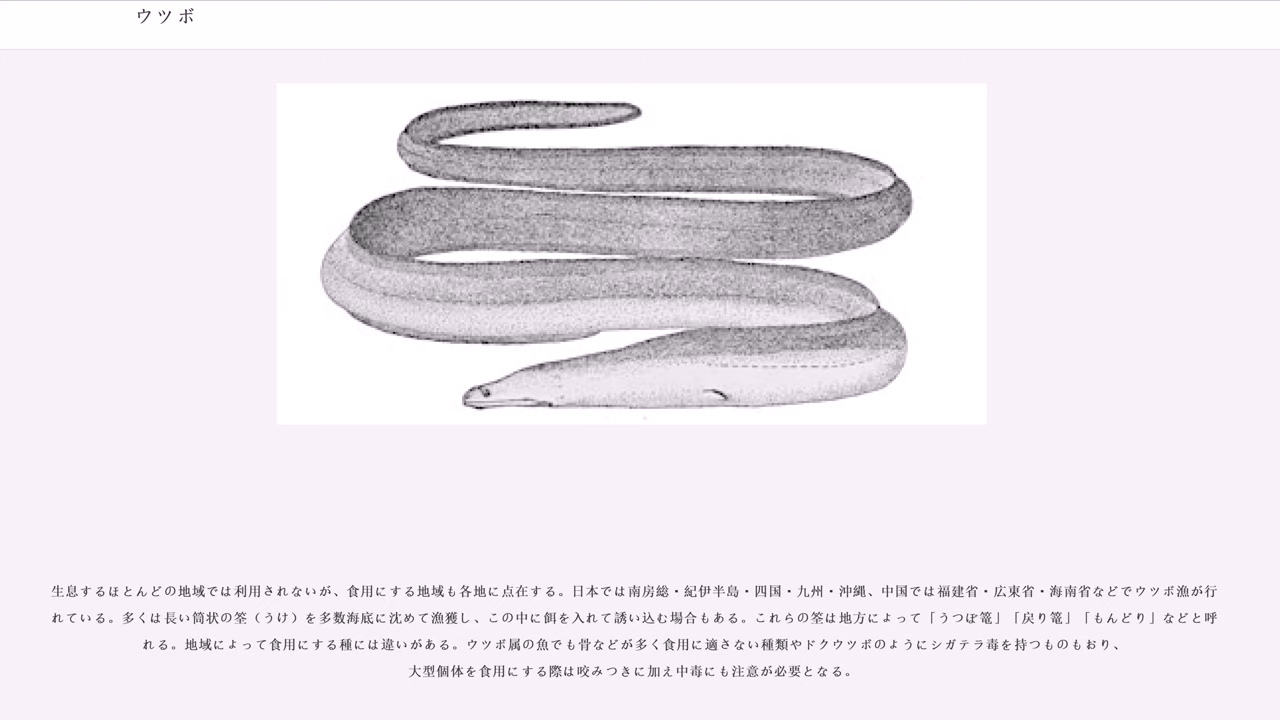 ウツボ
生息するほとんどの地域では利用されないが、食用にする地域も各地に点在する。日本では南房総・紀伊半島・四国・九州・沖縄、中国では福建省・広東省・海南省などでウツボ漁が行
れている。多くは長い筒状の筌（うけ）を多数海底に沈めて漁獲し、この中に餌を入れて誘い込む場合もある。これらの筌は地方によって「うつぼ篭」「戻り篭」「もんどり」などと呼
れる。地域によって食用にする種には違いがある。ウツボ属の魚でも骨などが多く食用に適さない種類やドクウツボのようにシガテラ毒を持つものもおり、
大型個体を食用にする際は咬みつきに加え中毒にも注意が必要となる。